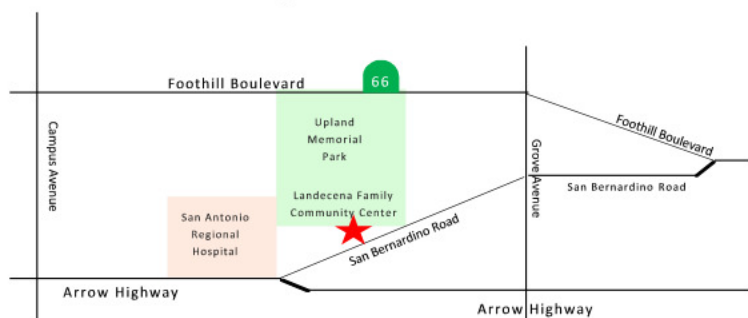 66
Foothill Boulevard
Foothill Boulevard
Campus Avenue
Upland
Memorial
Park
Grove Avenue
San Bernardino Road
Landecena Family
Community Center
San Antonio
Regional
Hospital
San Bernardino Road
Arrow Highway
Arrow Highway